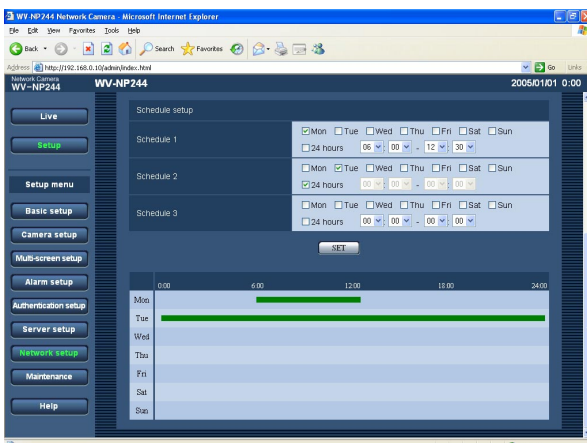 WV-NP244 Network Camera - Microsoft Internet Explorer
File Edit View Favorites Tools Help
Back Search Favorites
Address http://192.168.0.10/admin/index.html Go Links
Network Camera
WV-NP244 WV-NP244 2005/01/01 0:00
Live
Setup
Setup menu
Basic setup
Camera setup
Multi-screen setup
Alarm setup
Authentication setup
Server setup
Network setup
Maintenance
Help
Schedule setup
Schedule 1
Mon Tue Wed Thu Fri Sat Sun
24 hours 06 : 00 - 12 : 30
Schedule 2
Mon Tue Wed Thu Fri Sat Sun
24 hours 00 : 00 - 00 : 00
Schedule 3
Mon Tue Wed Thu Fri Sat Sun
24 hours 00 : 00 - 00 : 00
SET
0:00 6:00 12:00 18:00 24:00
Mon
Tue
Wed
Thu
Fri
Sat
Sun